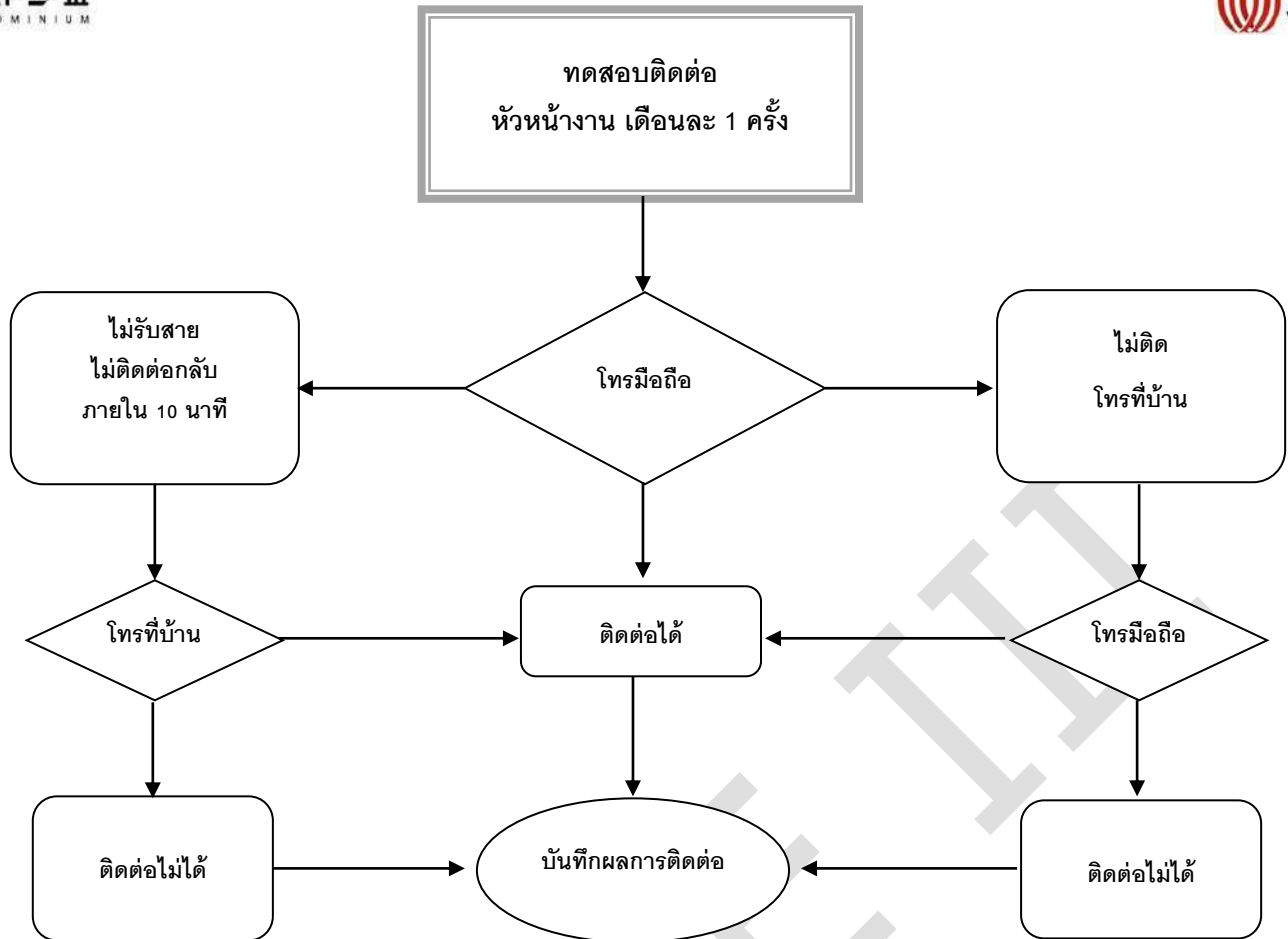 MINIUM
ทดสอบติดต่อ
หัวหน้างาน เดือนละ 1 ครั้ง
ไม่รับสาย
ไม่ติดต่อกลับ
ภายใน 10 นาที
โทรมือถือ
ไม่ติด
โทรที่บ้าน
โทรที่บ้าน
ติดต่อได้
โทรมือถือ
ติดต่อไม่ได้
บันทึกผลการติดต่อ
ติดต่อไม่ได้